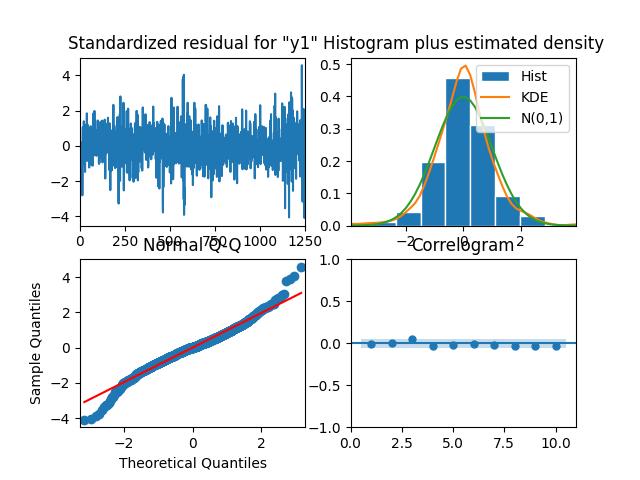 Standardized residual for "y1"
4
2
0
−2
−4
0 250 500 750 1000 1250
Histogram plus estimated density
0.5
0.4
0.3
0.2
0.1
0.0
−2 0 2
Hist
KDE
N(0,1)
Normal Q-Q
Sample Quantiles
4
2
0
−2
−4
−2 0 2
Theoretical Quantiles
Correlogram
1.0
0.5
0.0
−0.5
−1.0
0.0 2.5 5.0 7.5 10.0